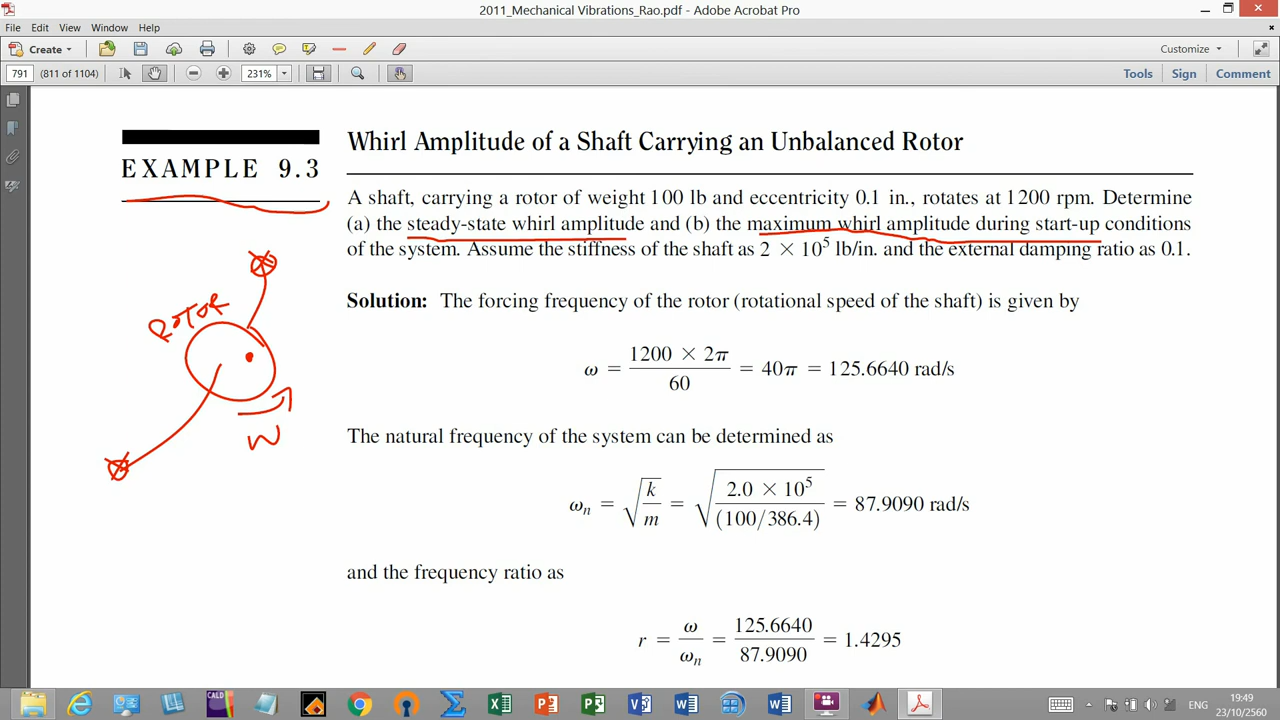 2011_Mechanical Vibrations_Rao.pdf - Adobe Acrobat Pro
File Edit View Window Help
Create Customize
791 (811 of 1104) 231% Tools Sign Comment
EXAMPLE 9.3
Whirl Amplitude of a Shaft Carrying an Unbalanced Rotor
A shaft, carrying a rotor of weight 100 lb and eccentricity 0.1 in., rotates at 1200 rpm. Determine
(a) the steady-state whirl amplitude and (b) the maximum whirl amplitude during start-up conditions
of the system. Assume the stiffness of the shaft as 2 × 10⁵ lb/in. and the external damping ratio as 0.1.
ROTOR
W
Solution: The forcing frequency of the rotor (rotational speed of the shaft) is given by
ω = 1200 × 2π / 60 = 40π = 125.6640 rad/s
The natural frequency of the system can be determined as
ωn = √(k/m) = √(2.0 × 10⁵ / (100/386.4)) = 87.9090 rad/s
and the frequency ratio as
r = ω/ωn = 125.6640 / 87.9090 = 1.4295
CALD
ENG
19:49
23/10/2560